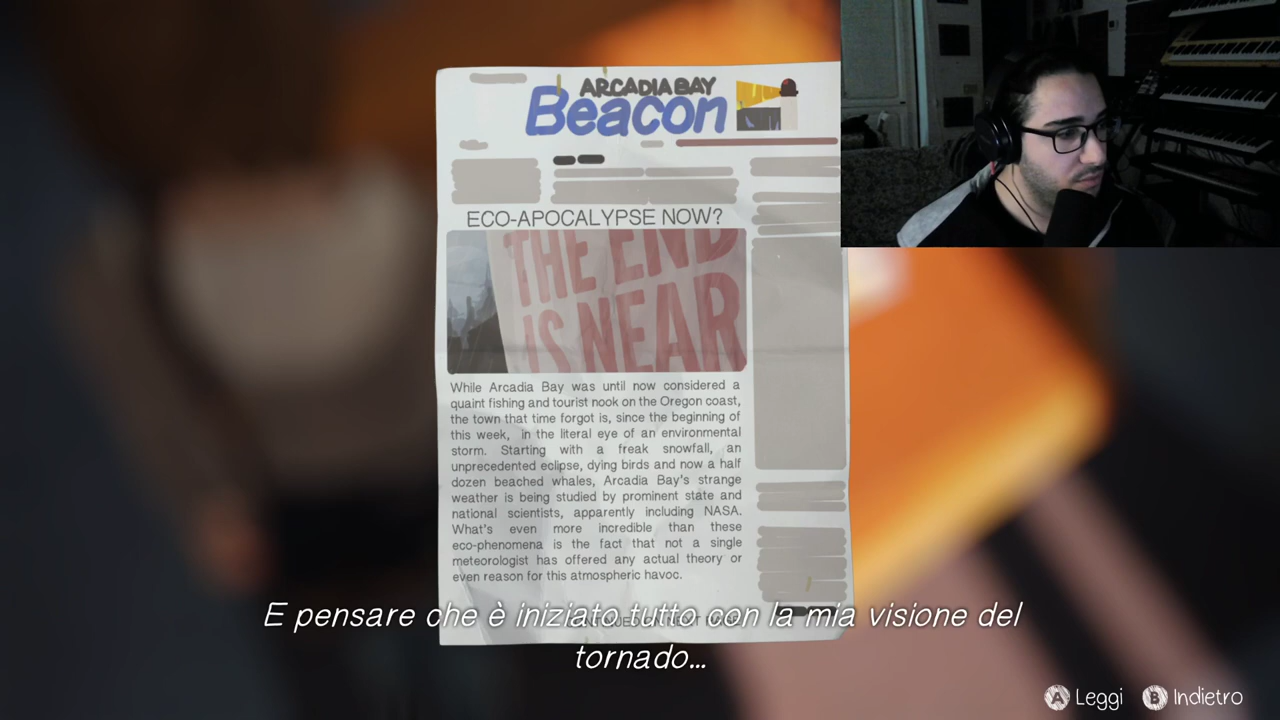 ARCADIA BAY
Beacon
ECO-APOCALYPSE NOW?
THE END
IS NEAR
While Arcadia Bay was until now considered a
quaint fishing and tourist nook on the Oregon coast,
the town that time forgot is, since the beginning of
this week, in the literal eye of an environmental
storm. Starting with a freak snowfall, an
unprecedented eclipse, dying birds and now a half
dozen beached whales, Arcadia Bay's strange
weather is being studied by prominent state and
national scientists, apparently including NASA.
What's even more incredible than these
eco-phenomena is the fact that not a single
meteorologist has offered any actual theory or
even reason for this atmospheric havoc.
E pensare che è iniziato tutto con la mia visione del
tornado...
A Leggi B Indietro